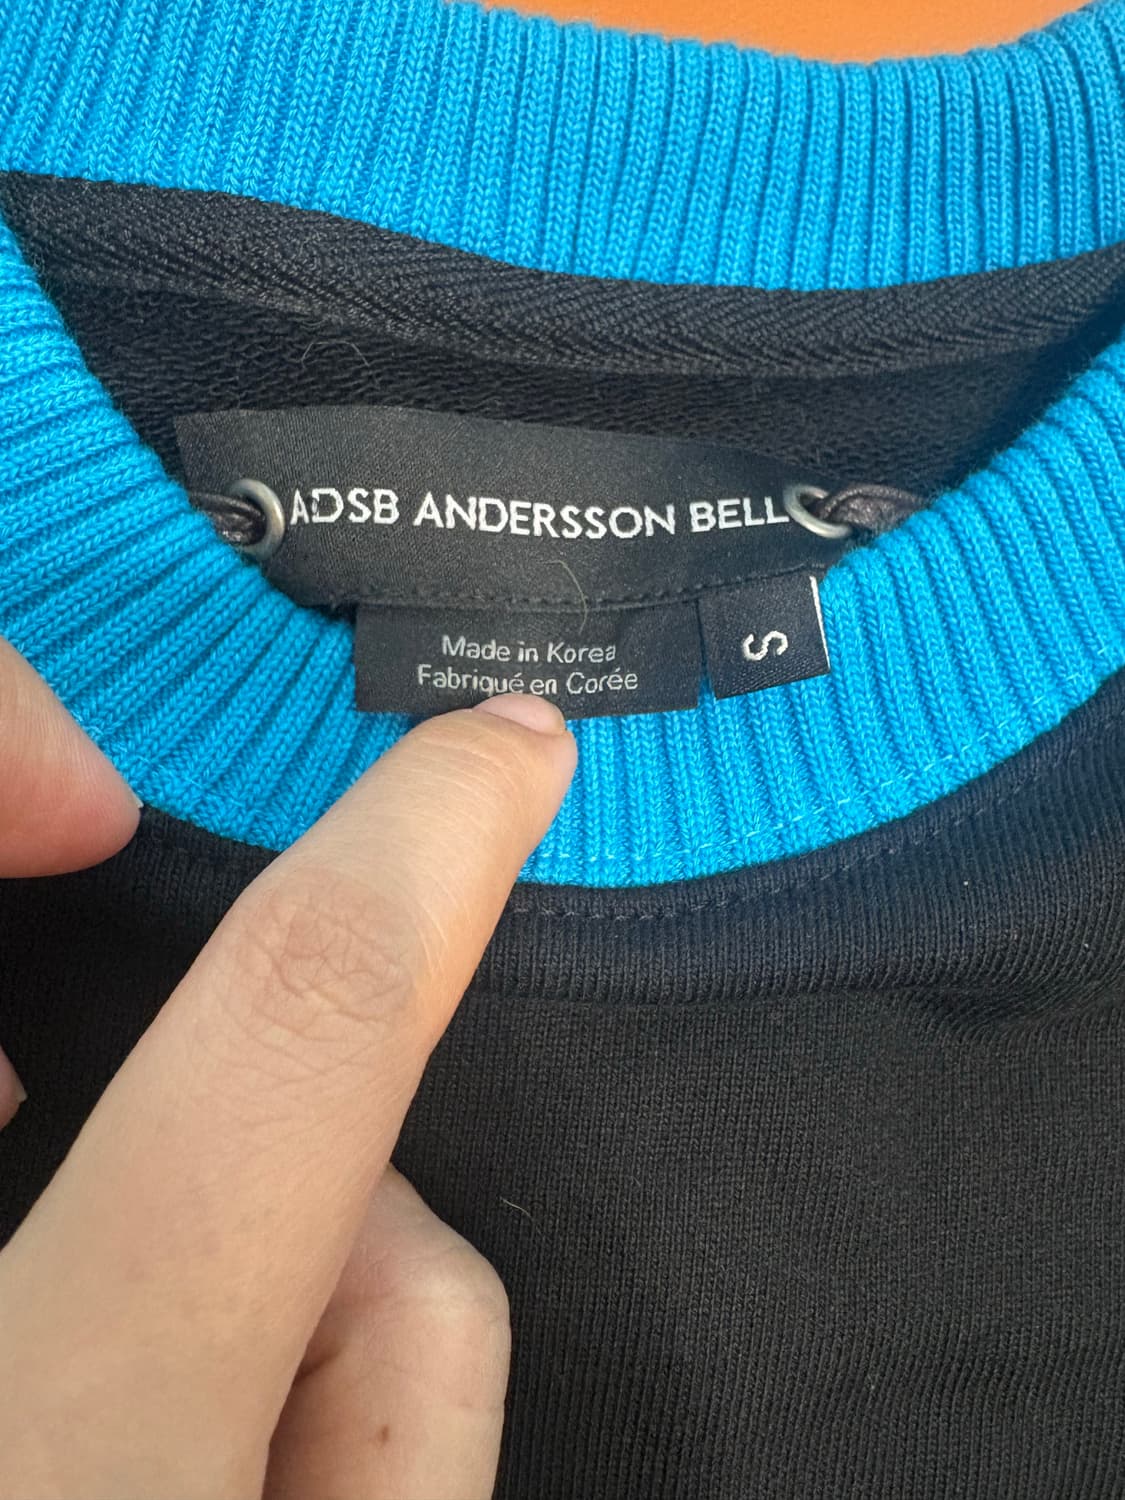 ADSB ANDERSSON BELL
Made in Korea
Fabriqué en Corée
S